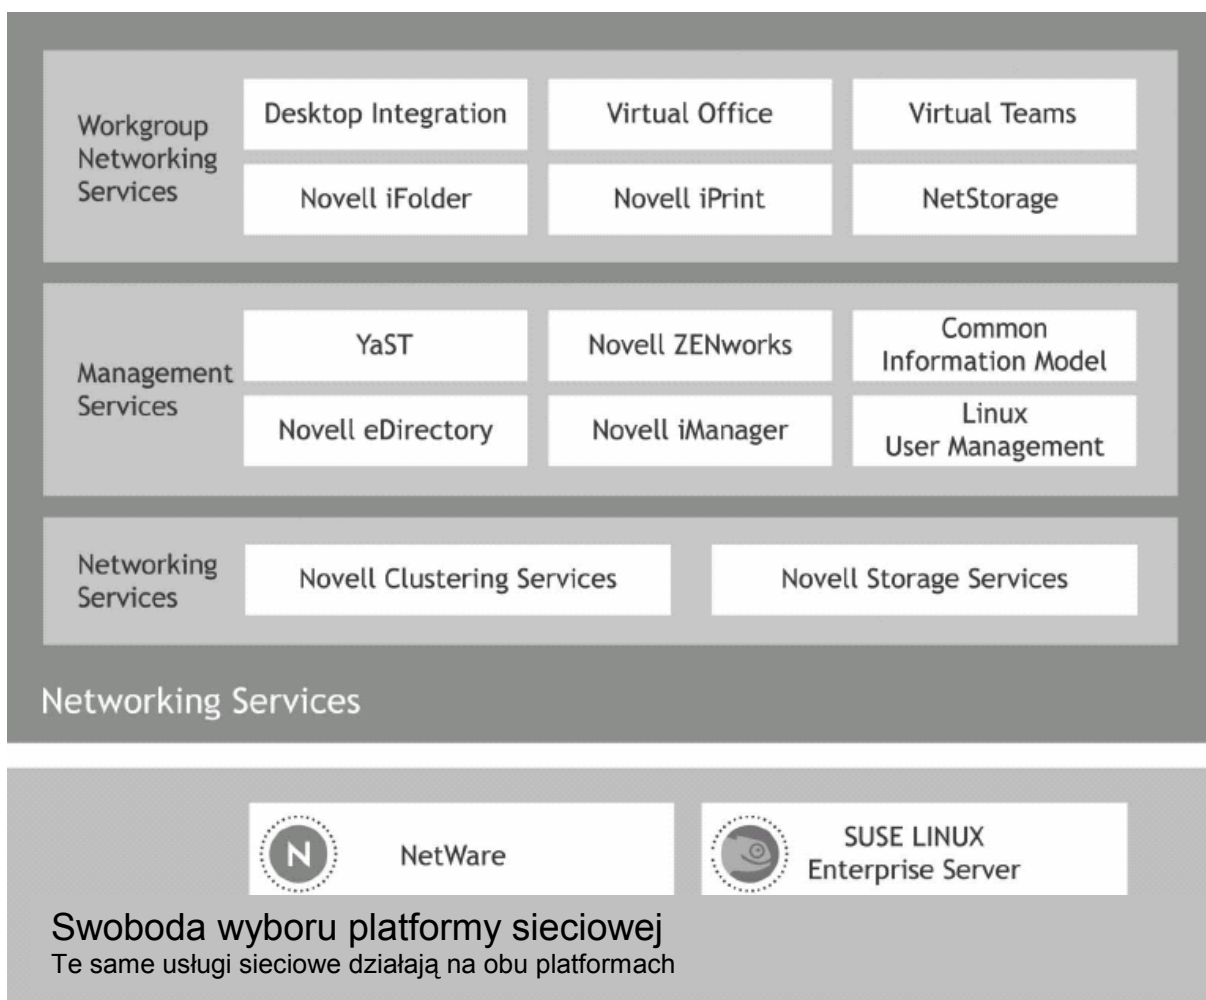 Workgroup
Networking
Services
Desktop Integration
Virtual Office
Virtual Teams
Novell iFolder
Novell iPrint
NetStorage
Management
Services
YaST
Novell ZENworks
Common
Information Model
Novell eDirectory
Novell iManager
Linux
User Management
Networking
Services
Novell Clustering Services
Novell Storage Services
Networking Services
N
NetWare
SUSE LINUX
Enterprise Server
Swoboda wyboru platformy sieciowej
Te same usługi sieciowe działają na obu platformach